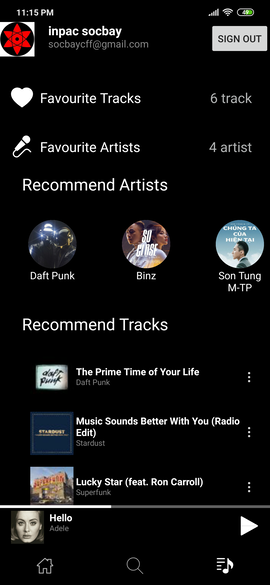 11:15 PM
49
inpac socbay
socbaycff@gmail.com
SIGN OUT
Favourite Tracks
6 track
Favourite Artists
4 artist
Recommend Artists
SO
CLOSE
CHÚNG TA
CỦA
HIỆN TẠI
Daft Punk
Binz
Son Tung
M-TP
Recommend Tracks
daft
punk
The Prime Time of Your Life
Daft Punk
STARDUST
Music Sounds Better With You (Radio
Edit)
Stardust
Lucky Star (feat. Ron Carroll)
Superfunk
Hello
Adele